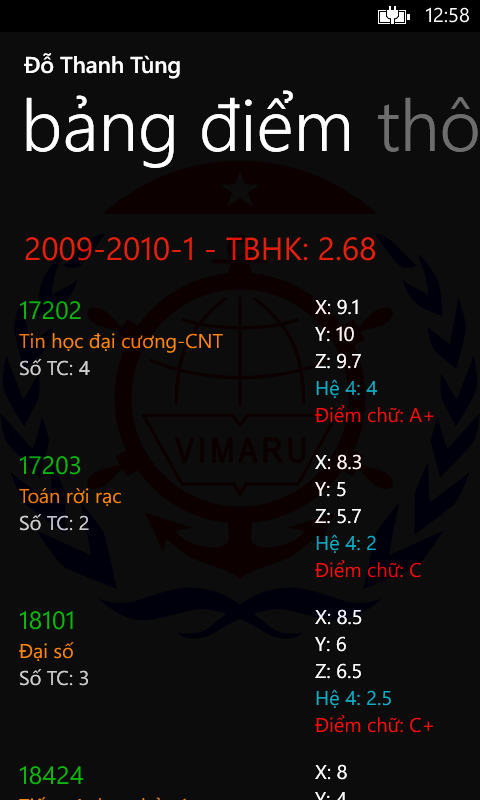 12:58
Đỗ Thanh Tùng
bảng điểm thô
2009-2010-1 - TBHK: 2.68
VIMARU
17202
Tin học đại cương-CNT
Số TC: 4
X: 9.1
Y: 10
Z: 9.7
Hệ 4: 4
Điểm chữ: A+
17203
Toán rời rạc
Số TC: 2
X: 8.3
Y: 5
Z: 5.7
Hệ 4: 2
Điểm chữ: C
18101
Đại số
Số TC: 3
X: 8.5
Y: 6
Z: 6.5
Hệ 4: 2.5
Điểm chữ: C+
18424
X: 8
Y: 4